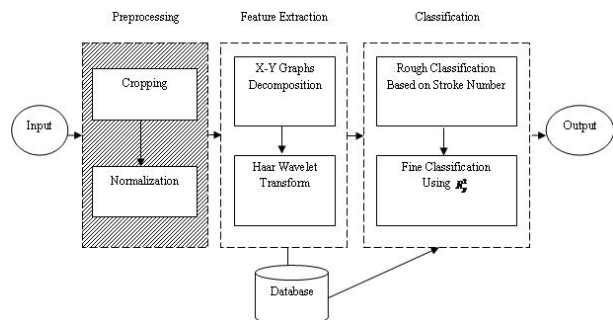 Preprocessing
Feature Extraction
Classification
Input
Cropping
Normalization
X-Y Graphs
Decomposition
Haar Wavelet
Transform
Rough Classification
Based on Stroke Number
Fine Classification
Using R²ₚ
Output
Database